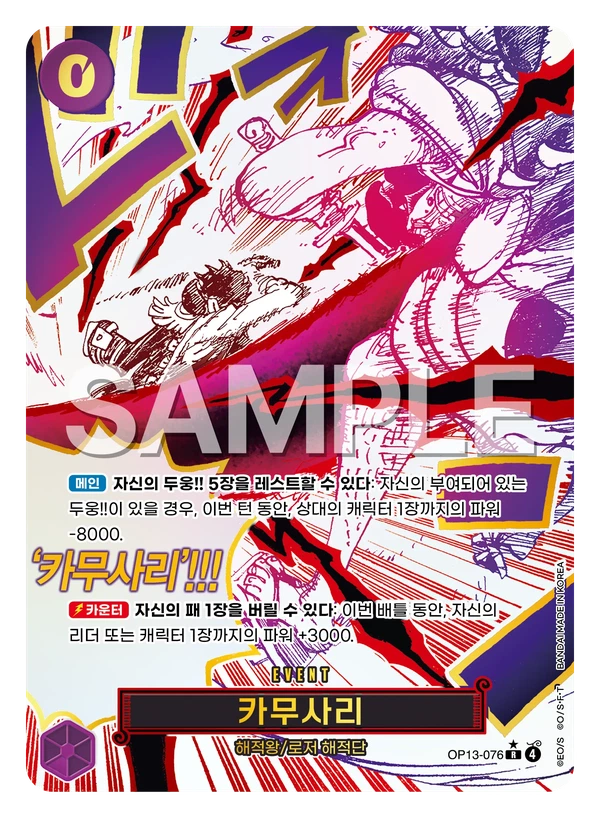 0
SAMPLE
메인 자신의 두웅!! 5장을 레스트할 수 있다: 자신의 부여되어 있는
두웅!!이 있을 경우, 이번 턴 동안, 상대의 캐릭터 1장까지의 파워
-8000.
‘카무사리’!!!
카운터 자신의 패 1장을 버릴 수 있다: 이번 배틀 동안, 자신의
리더 또는 캐릭터 1장까지의 파워 +3000.
EVENT
카무사리
해적왕/로저 해적단
OP13-076 R 4
©EO/S ©O/S·F·T BANDAI MADE IN KOREA